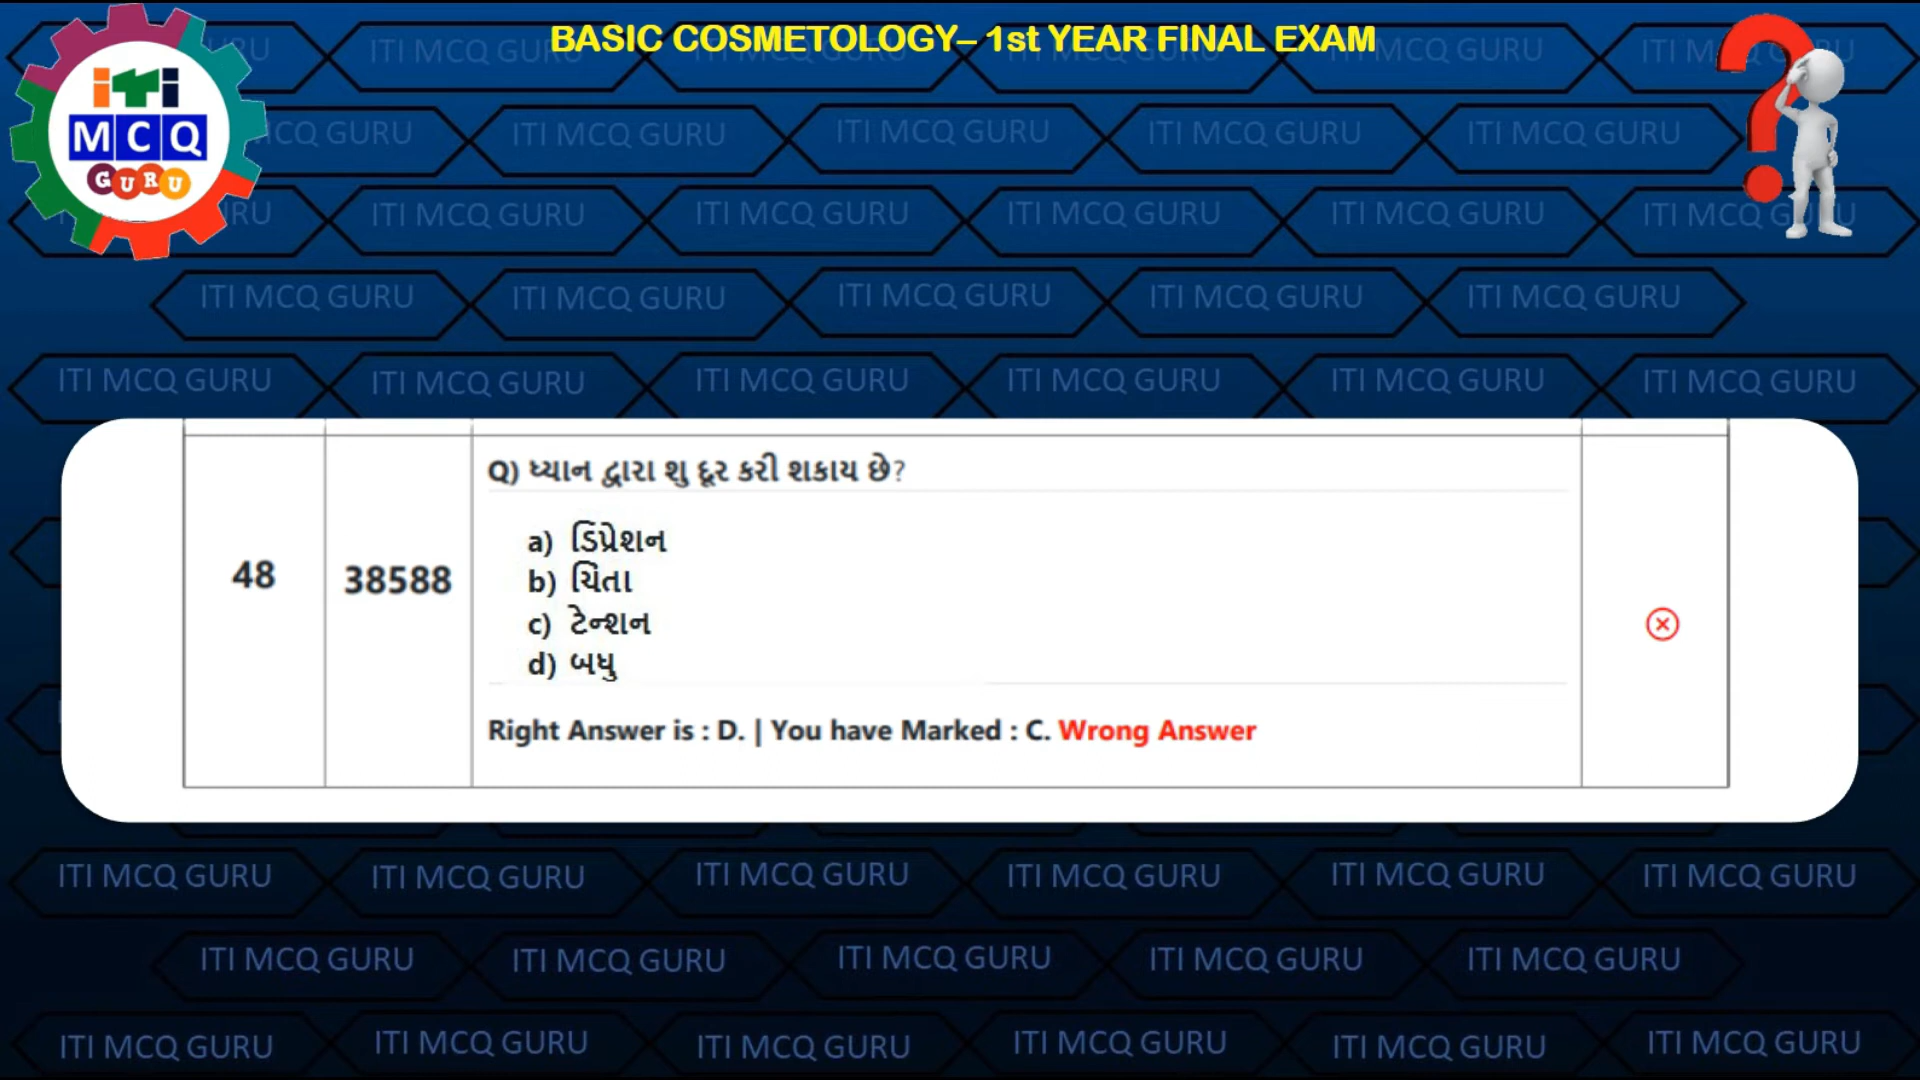 BASIC COSMETOLOGY– 1st YEAR FINAL EXAM
iTi
MCQ
GURU
48
38588
Q) ધ્યાન દ્વારા શુ દૂર કરી શકાય છે?
a) ડિપ્રેશન
b) ચિંતા
c) ટેન્શન
d) બધુ
Right Answer is : D. | You have Marked : C. Wrong Answer
ITI MCQ GURU